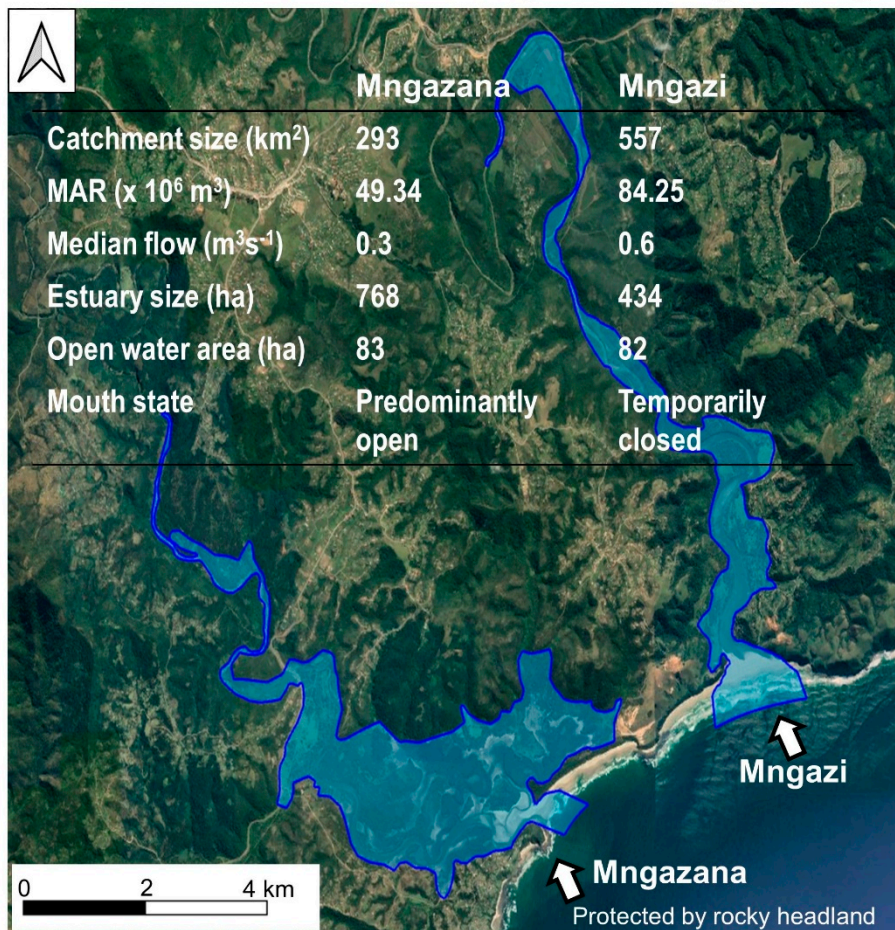 Mngazana Mngazi
Catchment size (km²) 293 557
MAR (x 10⁶ m³) 49.34 84.25
Median flow (m³s⁻¹) 0.3 0.6
Estuary size (ha) 768 434
Open water area (ha) 83 82
Mouth state Predominantly Temporarily
open closed
Mngazi
0 2 4 km
Mngazana
Protected by rocky headland